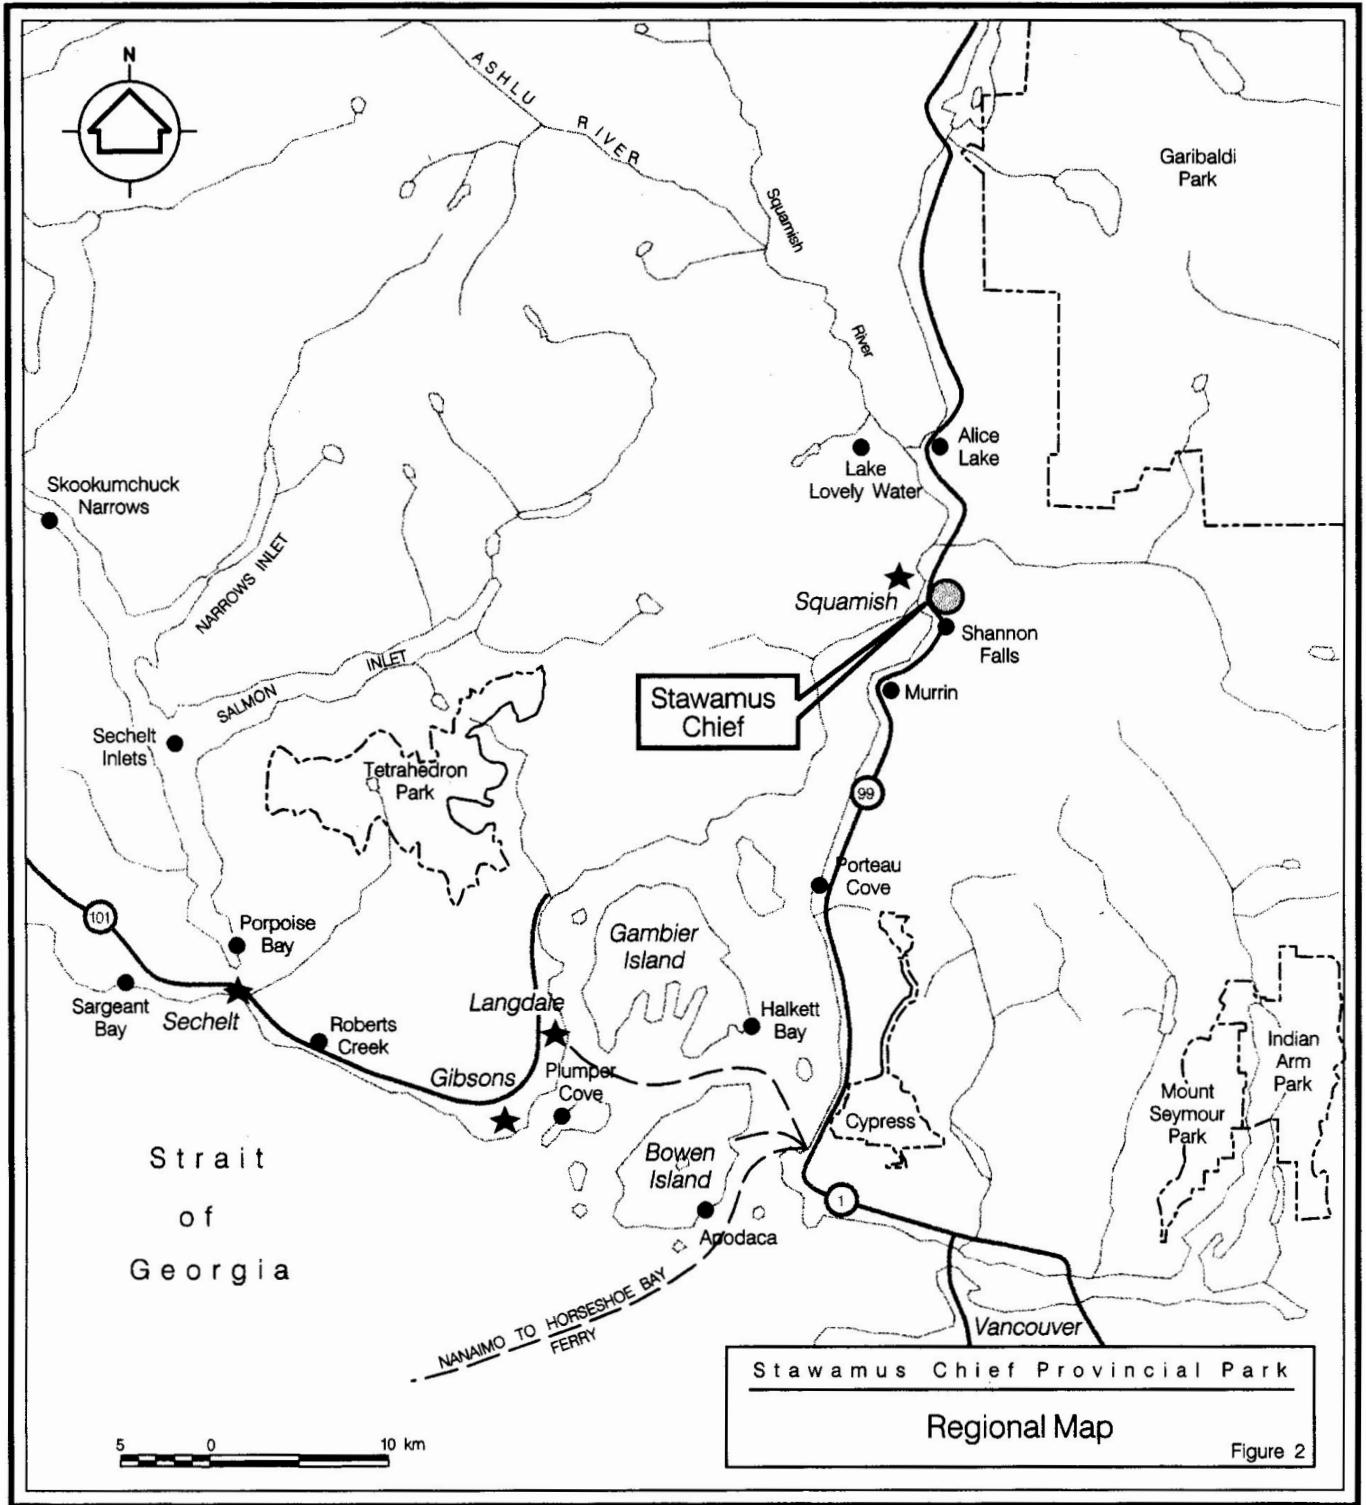 N
ASHLU
RIVER
Squamish
River
Garibaldi
Park
Alice
Lake
Lake
Lovely Water
Skookumchuck
Narrows
NARROWS INLET
Squamish
Shannon
Falls
SALMON
INLET
Stawamus
Chief
Murrin
Sechelt
Inlets
Tetrahedron
Park
99
Porteau
Cove
101
Porpoise
Bay
Gambier
Island
Sargeant
Bay
Sechelt
Langdale
Halkett
Bay
Roberts
Creek
Indian
Arm
Park
Gibsons
Plumper
Cove
Mount
Seymour
Park
Cypress
Strait
of
Georgia
Bowen
Island
1
Apodaca
NANAIMO TO HORSESHOE BAY
FERRY
Vancouver
Stawamus Chief Provincial Park
Regional Map
Figure 2
5 0 10 km